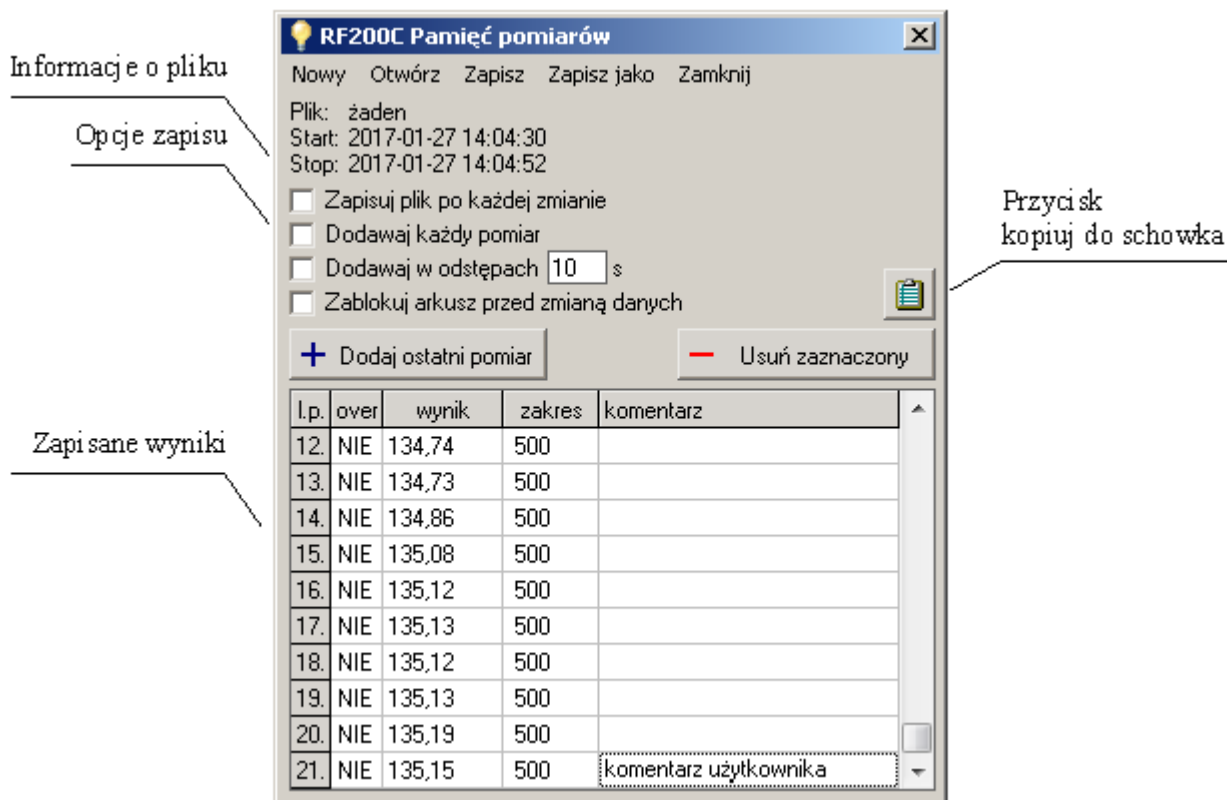 RF200C Pamięć pomiarów
Informacje o pliku
Nowy Otwórz Zapisz Zapisz jako Zamknij
Plik: żaden
Opcje zapisu
Start: 2017-01-27 14:04:30
Stop: 2017-01-27 14:04:52
Zapisuj plik po każdej zmianie
Przycisk
kopiuj do schowka
Dodawaj każdy pomiar
Dodawaj w odstępach 10 s
Zablokuj arkusz przed zmianą danych
+ Dodaj ostatni pomiar
− Usuń zaznaczony
l.p. over wynik zakres komentarz
Zapisane wyniki
12. NIE 134,74 500
13. NIE 134,73 500
14. NIE 134,86 500
15. NIE 135,08 500
16. NIE 135,12 500
17. NIE 135,13 500
18. NIE 135,12 500
19. NIE 135,13 500
20. NIE 135,19 500
21. NIE 135,15 500 komentarz użytkownika